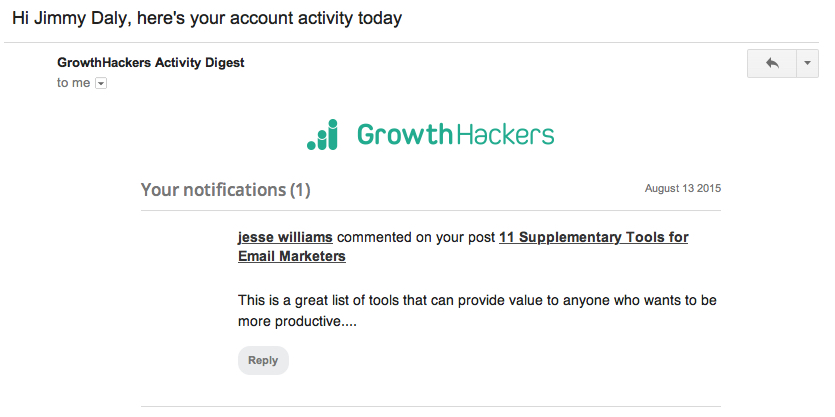 Hi Jimmy Daly, here's your account activity today
GrowthHackers Activity Digest
to me
GrowthHackers
Your notifications (1)
August 13 2015
jesse williams commented on your post 11 Supplementary Tools for
Email Marketers
This is a great list of tools that can provide value to anyone who wants to be
more productive....
Reply